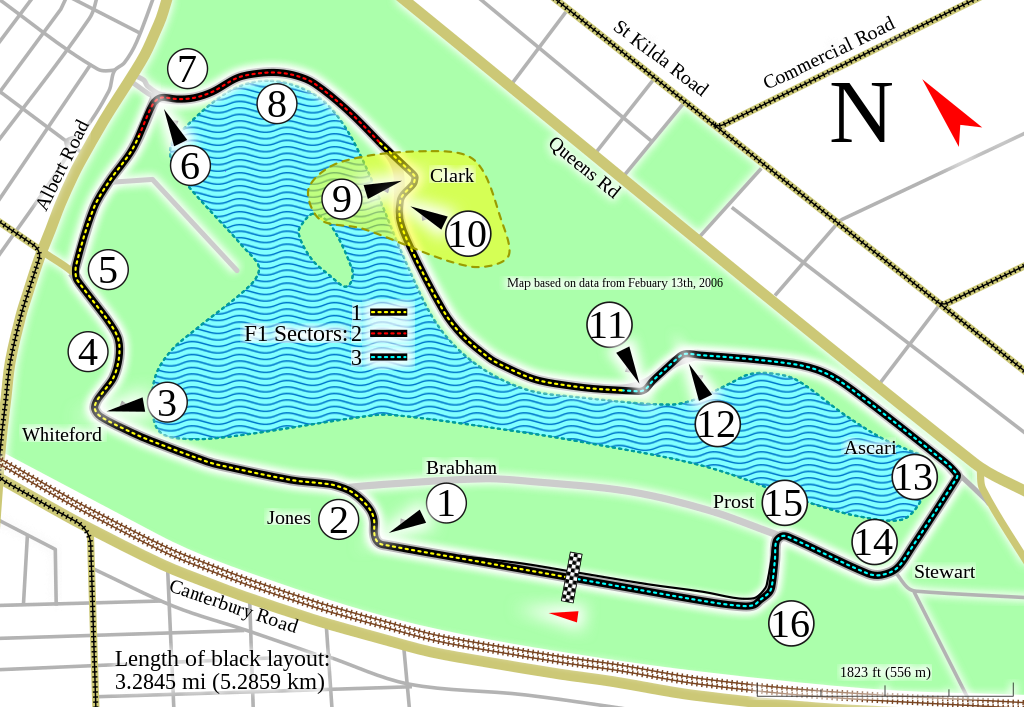 St Kilda Road
Commercial Road
N
7
8
Albert Road
6
Queens Rd
Clark
9
10
5
Map based on data from Febuary 13th, 2006
1
F1 Sectors: 2
3
11
4
3
12
Whiteford
Ascari
13
Brabham
Jones
2
1
Prost
15
14
Stewart
Canterbury Road
16
Length of black layout:
3.2845 mi (5.2859 km)
1823 ft (556 m)